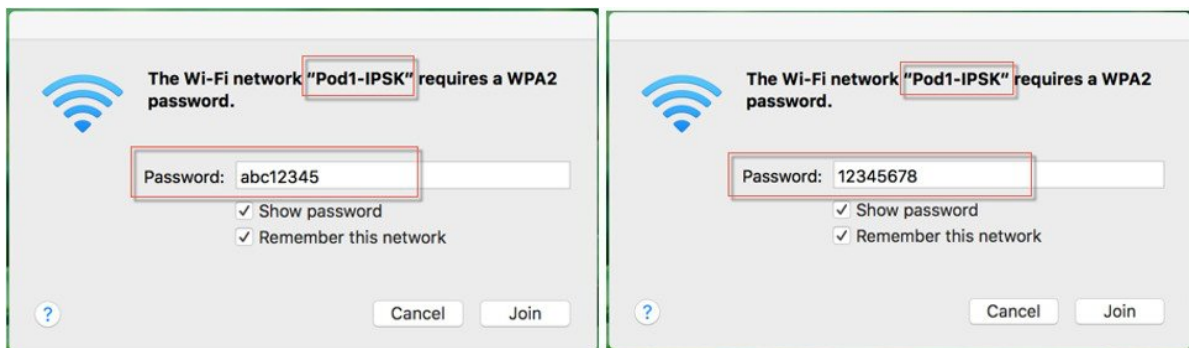 The Wi-Fi network “Pod1-IPSK” requires a WPA2
password.
Password: abc12345
Show password
Remember this network
?
Cancel
Join
The Wi-Fi network “Pod1-IPSK” requires a WPA2
password.
Password: 12345678
Show password
Remember this network
?
Cancel
Join